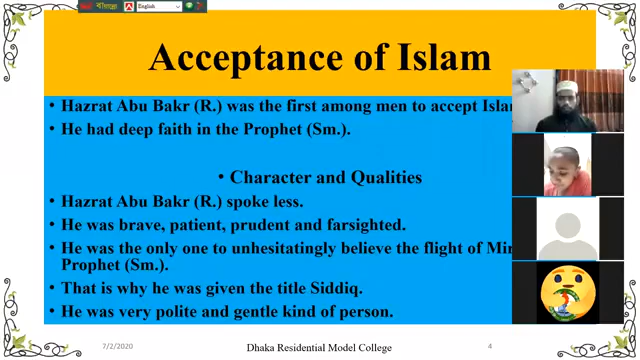 বাংলা
English
Acceptance of Islam
• Hazrat Abu Bakr (R.) was the first among men to accept Islam
• He had deep faith in the Prophet (Sm.).
• Character and Qualities
• Hazrat Abu Bakr (R.) spoke less.
• He was brave, patient, prudent and farsighted.
• He was the only one to unhesitatingly believe the flight of
Prophet (Sm.).
• That is why he was given the title Siddiq.
• He was very polite and gentle kind of person.
7/2/2020
Dhaka Residential Model College
4